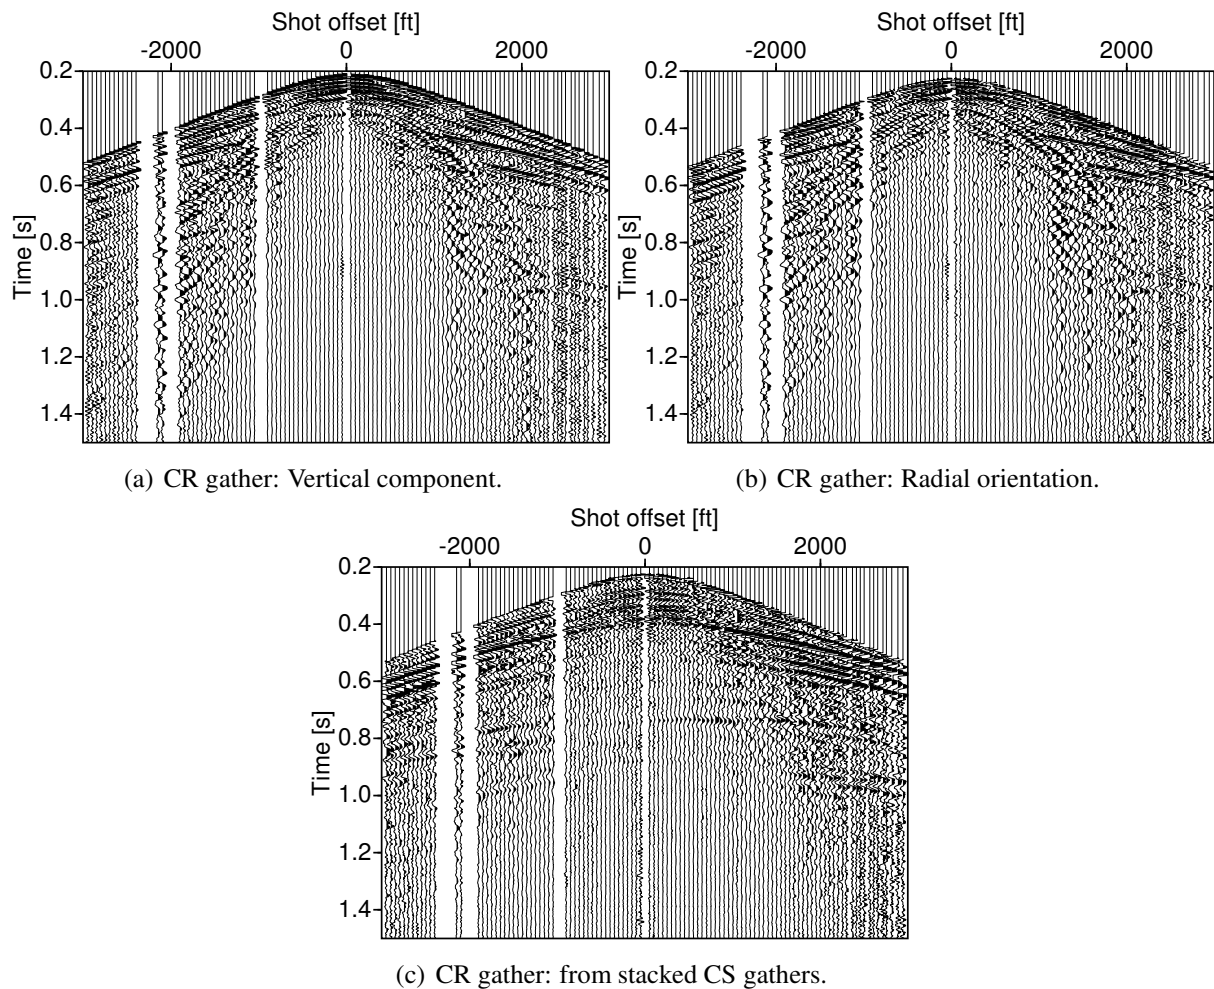 Shot offset [ft]
-2000 0 2000
0.2
0.4
0.6
0.8
1.0
1.2
1.4
Time [s]
(a) CR gather: Vertical component.
Shot offset [ft]
-2000 0 2000
0.2
0.4
0.6
0.8
1.0
1.2
1.4
Time [s]
(b) CR gather: Radial orientation.
Shot offset [ft]
-2000 0 2000
0.2
0.4
0.6
0.8
1.0
1.2
1.4
Time [s]
(c) CR gather: from stacked CS gathers.